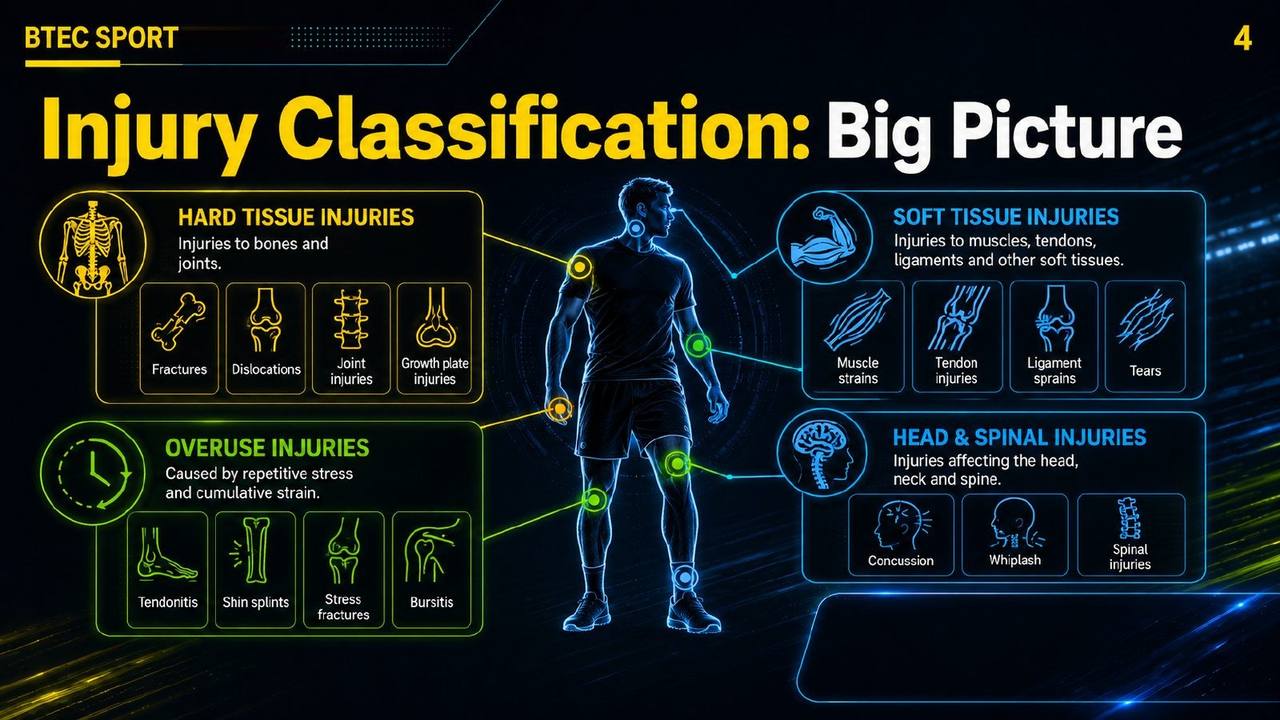 BTEC SPORT
4
Injury Classification: Big Picture
HARD TISSUE INJURIES
Injuries to bones and
joints.
Fractures
Dislocations
Joint
injuries
Growth plate
injuries
SOFT TISSUE INJURIES
Injuries to muscles, tendons,
ligaments and other soft tissues.
Muscle
strains
Tendon
injuries
Ligament
sprains
Tears
OVERUSE INJURIES
Caused by repetitive stress
and cumulative strain.
Tendonitis
Shin splints
Stress
fractures
Bursitis
HEAD & SPINAL INJURIES
Injuries affecting the head,
neck and spine.
Concussion
Whiplash
Spinal
injuries